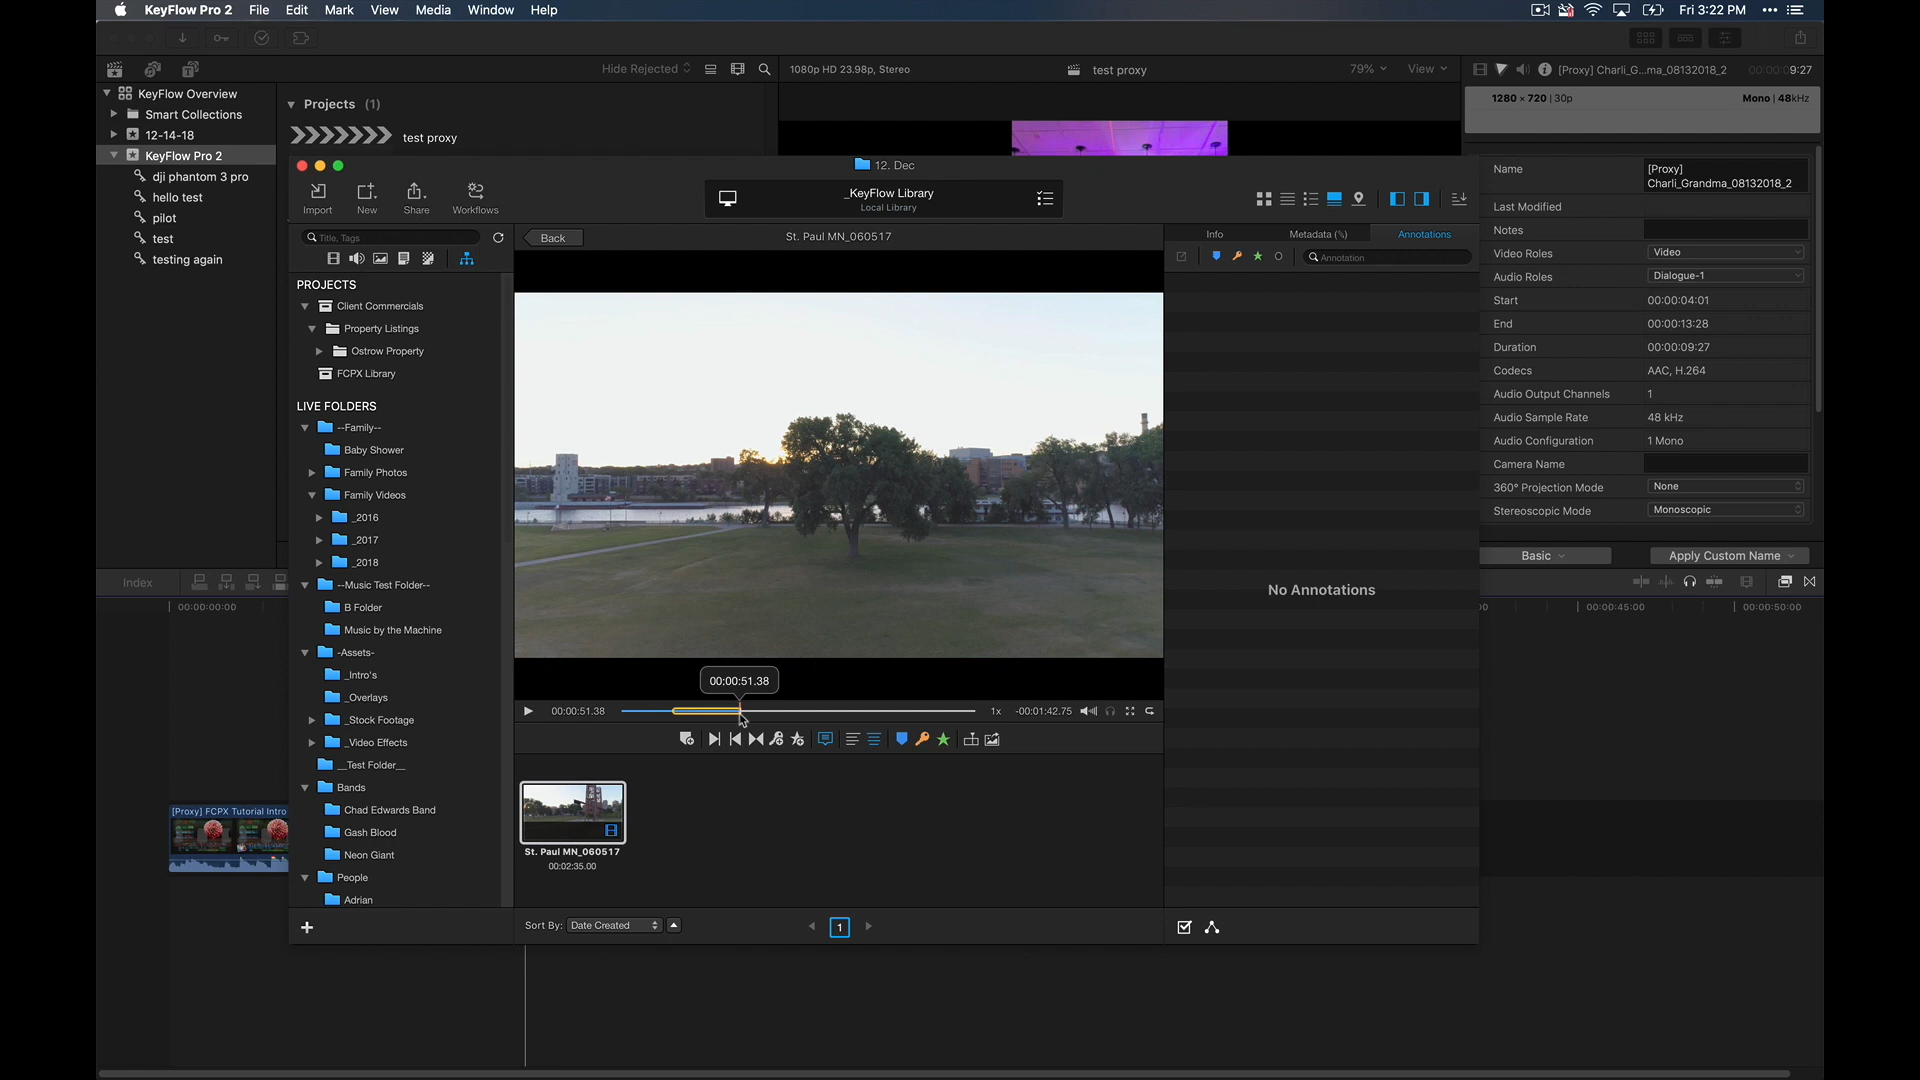 KeyFlow Pro 2 File Edit Mark View Media Window Help Fri 3:22 PM
Hide Rejected 1080p HD 23.98p, Stereo test proxy 79% View [Proxy] Charli_G...ma_08132018_2 00:00:09:27
1280 × 720 | 30p Mono | 48kHz
KeyFlow Overview
Smart Collections
12-14-18
KeyFlow Pro 2
dji phantom 3 pro
hello test
pilot
test
testing again
Projects (1)
test proxy
12. Dec
Import New Share Workflows
_KeyFlow Library
Local Library
Title, Tags
Back St. Paul MN_060517
Info Metadata (%) Annotations
Annotation
PROJECTS
Client Commercials
Property Listings
Ostrow Property
FCPX Library
LIVE FOLDERS
--Family--
Baby Shower
Family Photos
Family Videos
_2016
_2017
_2018
--Music Test Folder--
B Folder
Music by the Machine
-Assets-
_Intro's
_Overlays
_Stock Footage
_Video Effects
__Test Folder__
Bands
Chad Edwards Band
Gash Blood
Neon Giant
People
Adrian
00:00:51.38
00:00:51.38 1x -00:01:42.75
St. Paul MN_060517
00:02:35.00
Sort By: Date Created 1
No Annotations
Name [Proxy]
Charli_Grandma_08132018_2
Last Modified
Notes
Video Roles Video
Audio Roles Dialogue-1
Start 00:00:04:01
End 00:00:13:28
Duration 00:00:09:27
Codecs AAC, H.264
Audio Output Channels 1
Audio Sample Rate 48 kHz
Audio Configuration 1 Mono
Camera Name
360° Projection Mode None
Stereoscopic Mode Monoscopic
Basic Apply Custom Name
Index
00:00:00:00 00:00:45:00 00:00:50:00
[Proxy] FCPX Tutorial Intro